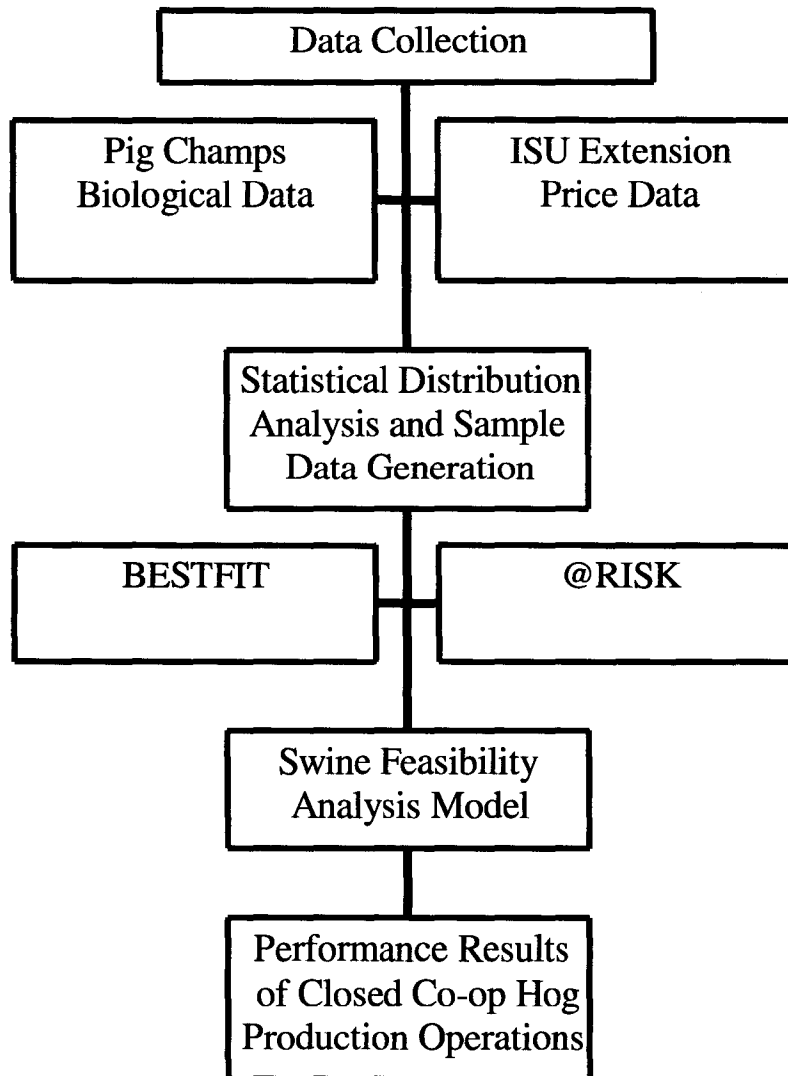 Data Collection
Pig Champs
Biological Data
ISU Extension
Price Data
Statistical Distribution
Analysis and Sample
Data Generation
BESTFIT
@RISK
Swine Feasibility
Analysis Model
Performance Results
of Closed Co-op Hog
Production Operations